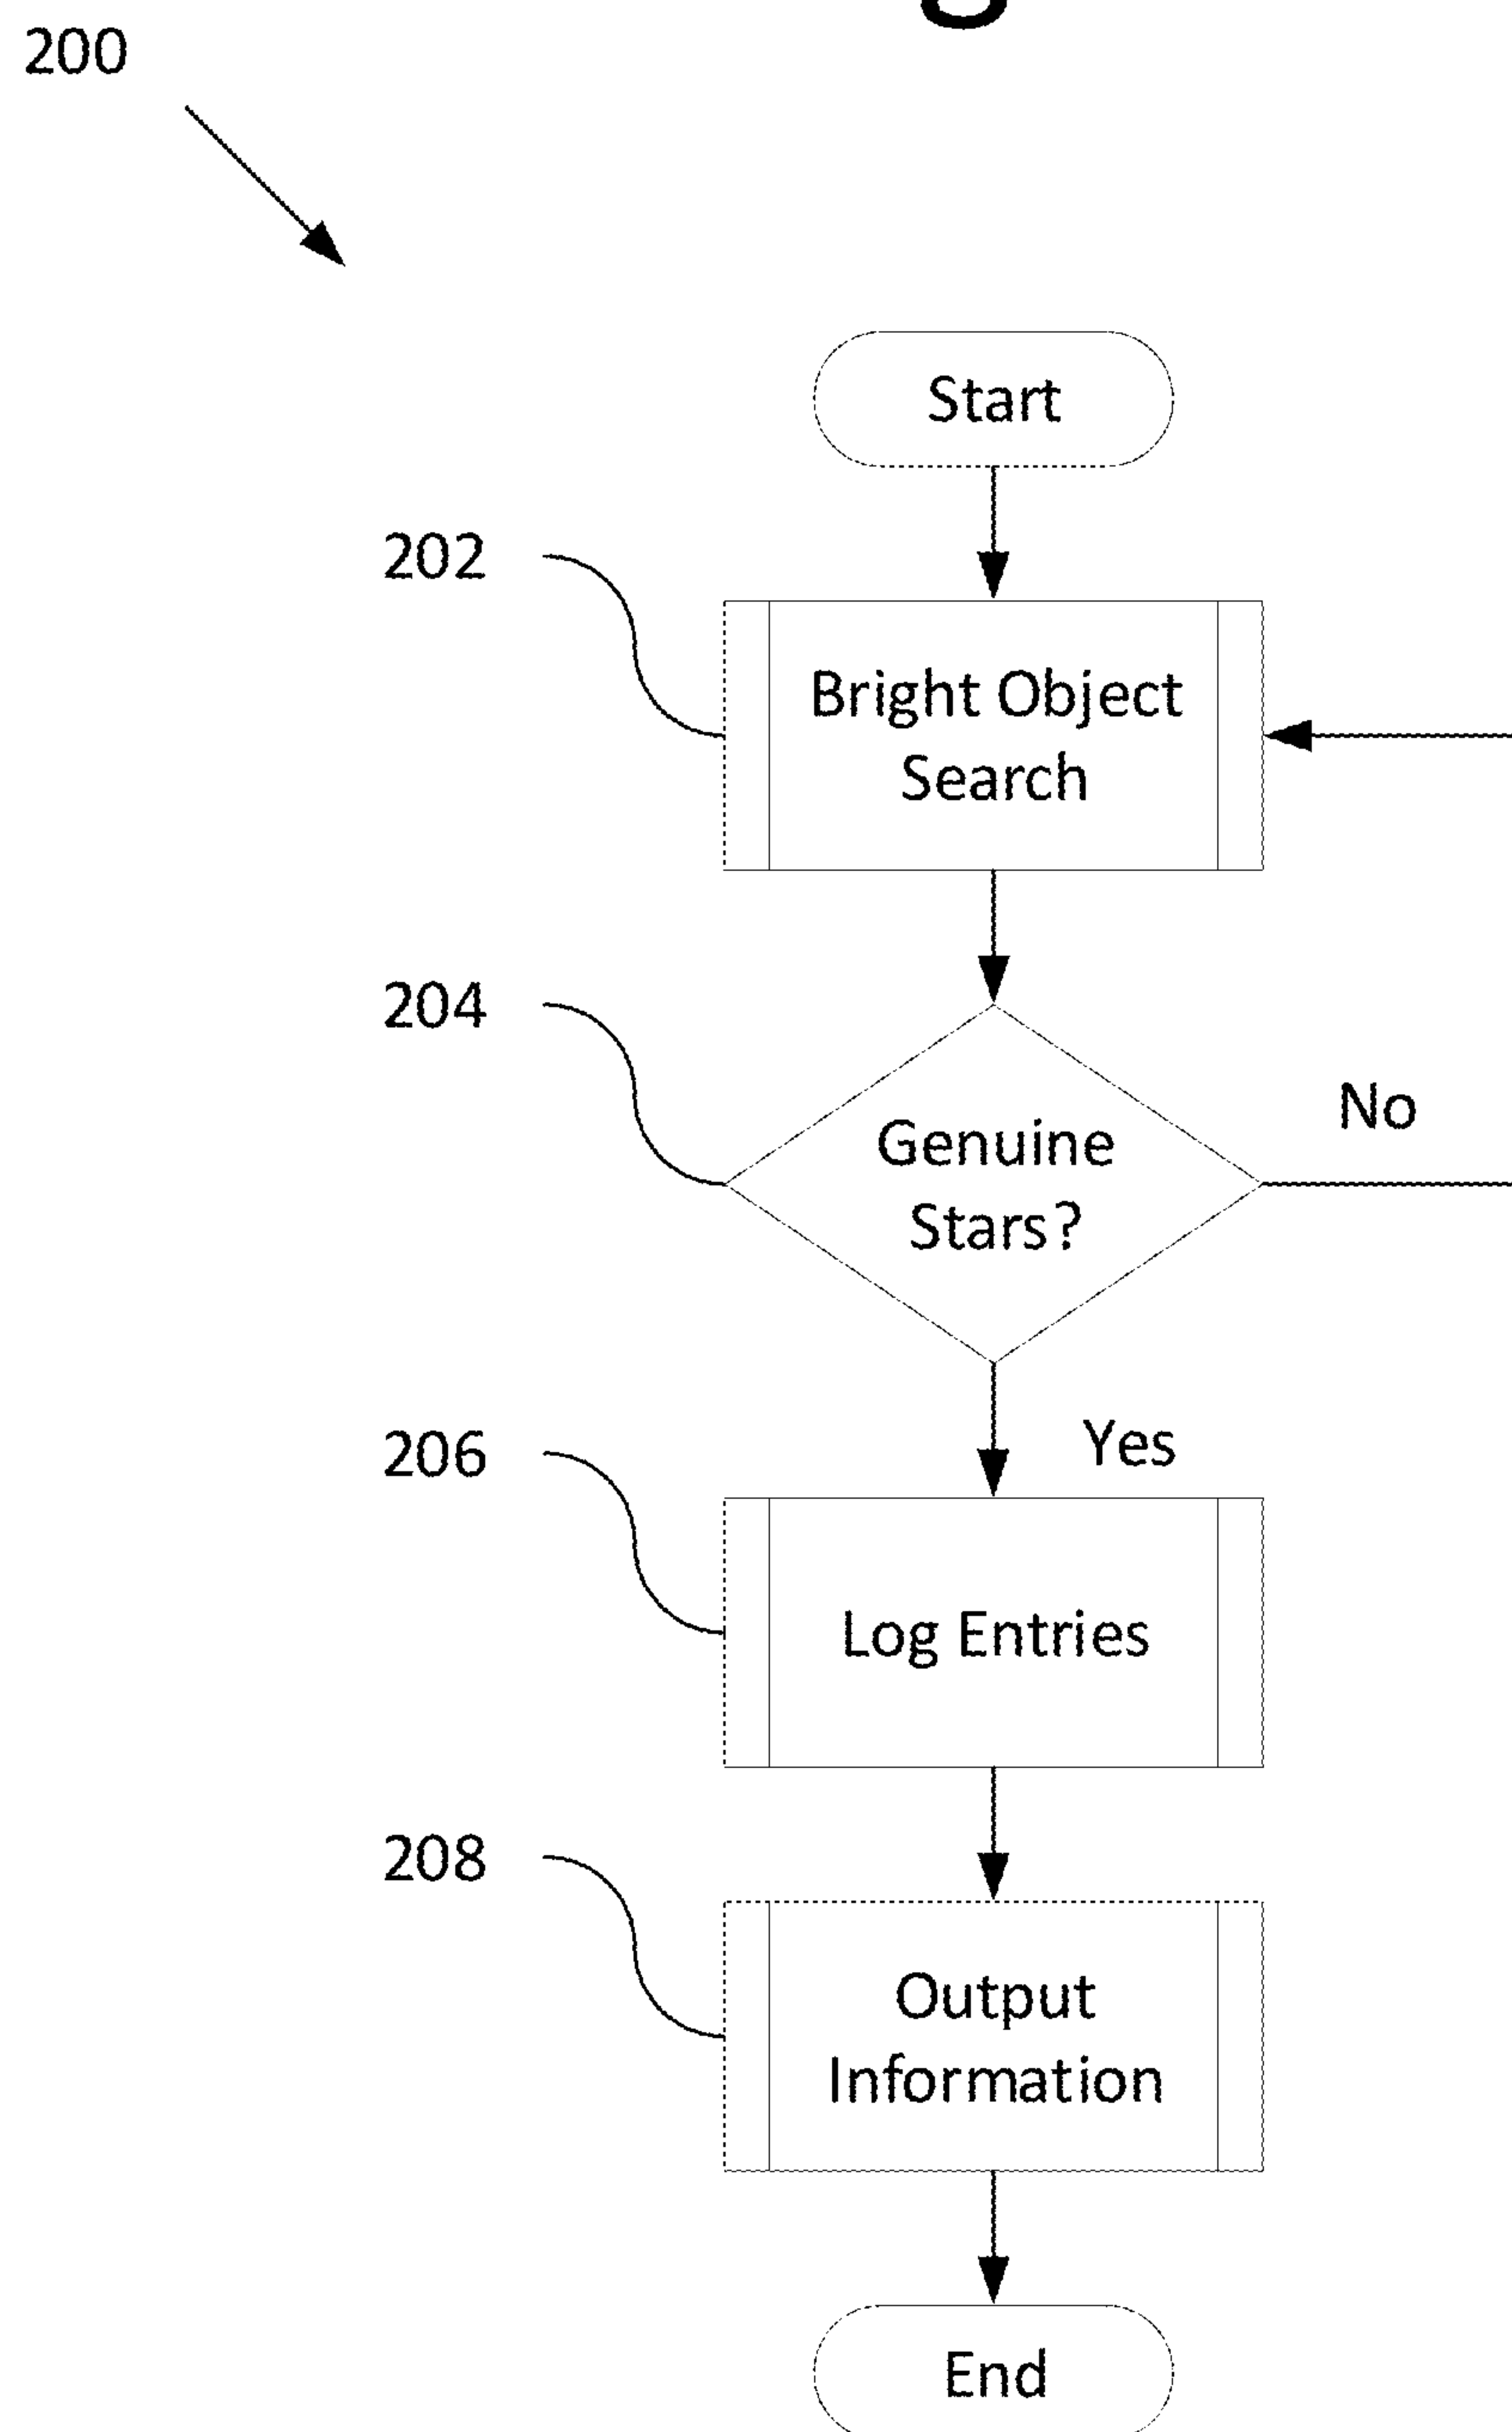 200
Start
202
Bright Object
Search
204
Genuine
Stars?
No
Yes
206
Log Entries
208
Output
Information
End